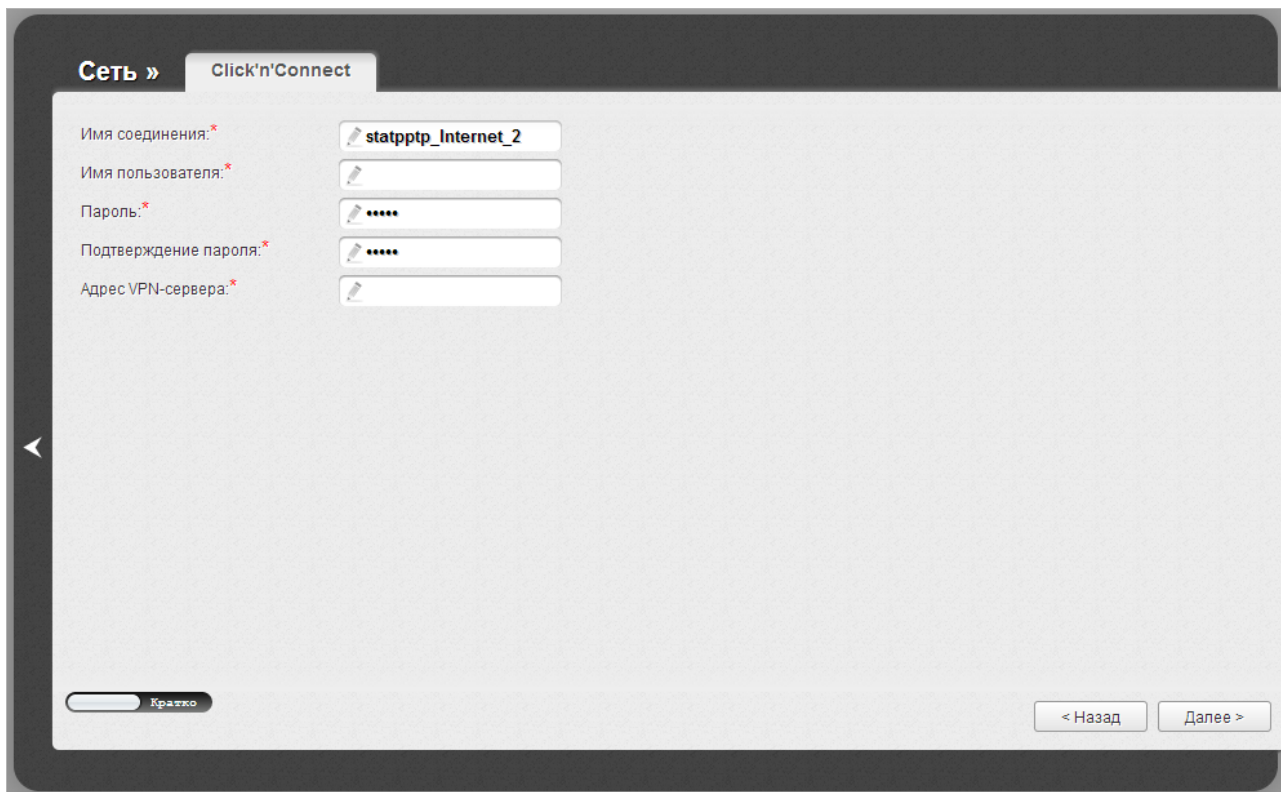 Сеть »
Click'n'Connect
Имя соединения:* statpptp_Internet_2
Имя пользователя:*
Пароль:* •••••
Подтверждение пароля:* •••••
Адрес VPN-сервера:*
Кратко
< Назад
Далее >